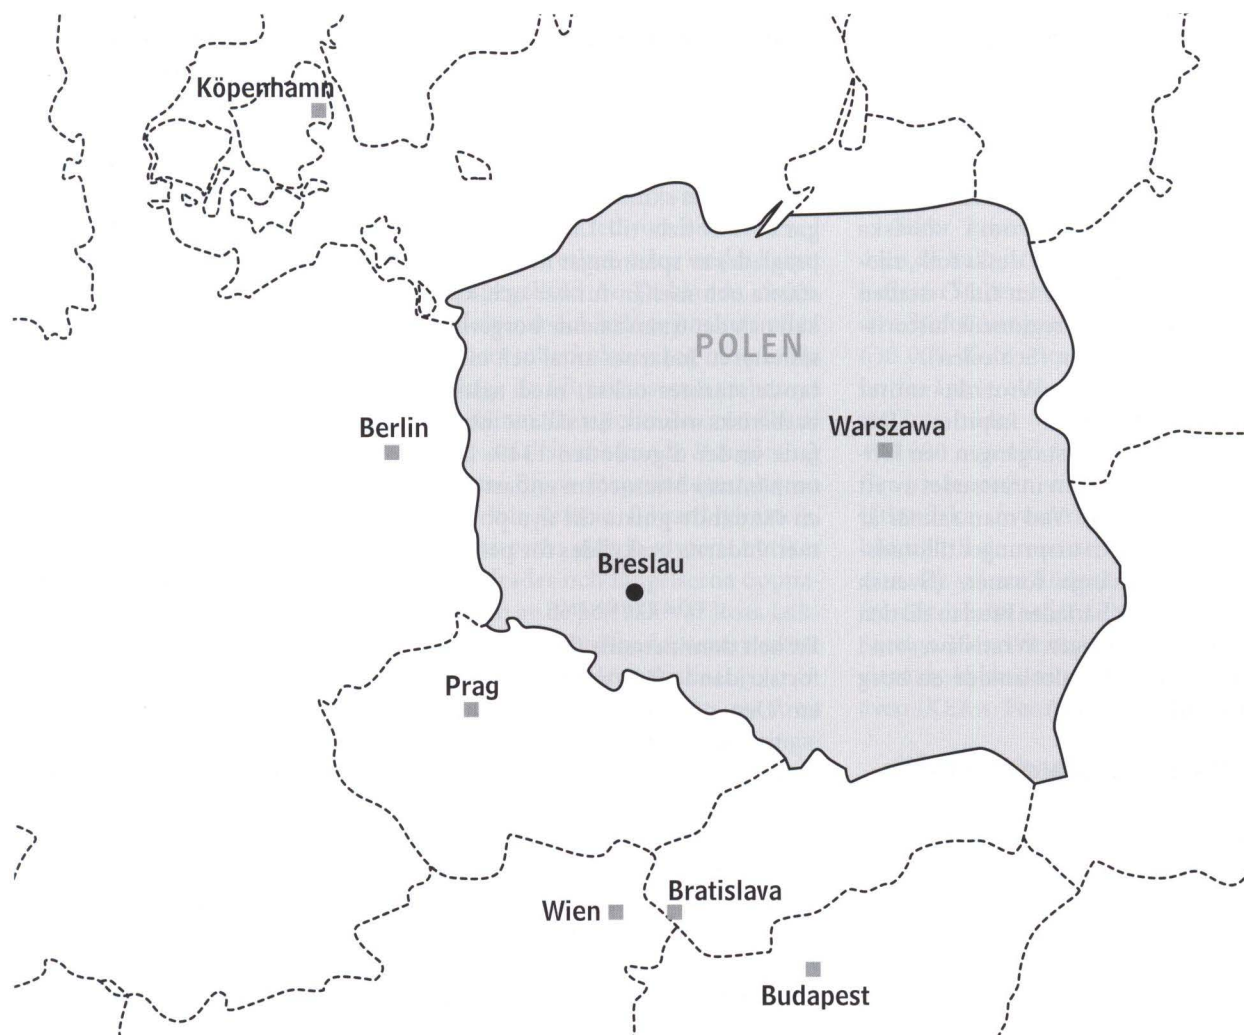 Köpenhamn
POLEN
Berlin
Warszawa
Breslau
Prag
Wien
Bratislava
Budapest